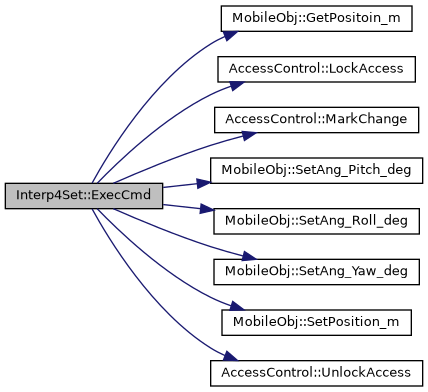 MobileObj::GetPositoin_m
AccessControl::LockAccess
AccessControl::MarkChange
MobileObj::SetAng_Pitch_deg
Interp4Set::ExecCmd
MobileObj::SetAng_Roll_deg
MobileObj::SetAng_Yaw_deg
MobileObj::SetPosition_m
AccessControl::UnlockAccess